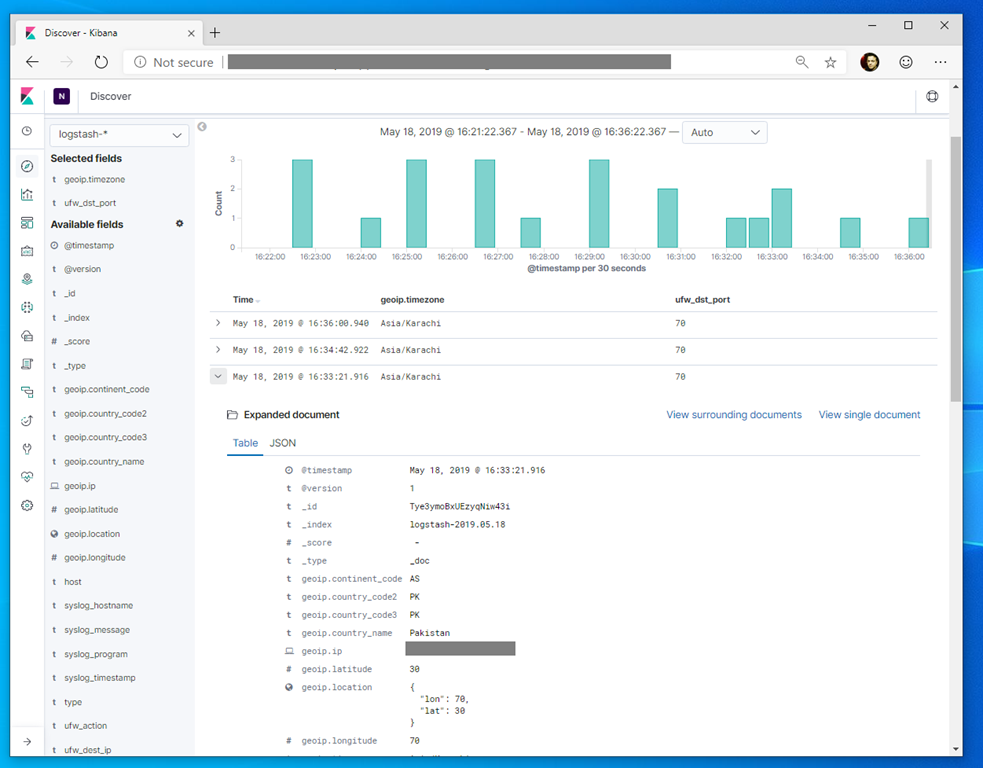 Discover - Kibana
Not secure
N Discover
logstash-*
May 18, 2019 @ 16:21:22.367 - May 18, 2019 @ 16:36:22.367 — Auto
Selected fields
t geoip.timezone
t ufw_dst_port
Available fields
@timestamp
t @version
t _id
t _index
# _score
t _type
t geoip.continent_code
t geoip.country_code2
t geoip.country_code3
t geoip.country_name
geoip.ip
# geoip.latitude
geoip.location
# geoip.longitude
t host
t syslog_hostname
t syslog_message
t syslog_program
t syslog_timestamp
t type
t ufw_action
t ufw_dest_ip
Count
3
2
1
0
16:22:00 16:23:00 16:24:00 16:25:00 16:26:00 16:27:00 16:28:00 16:29:00 16:30:00 16:31:00 16:32:00 16:33:00 16:34:00 16:35:00 16:36:00
@timestamp per 30 seconds
Time geoip.timezone ufw_dst_port
May 18, 2019 @ 16:36:00.940 Asia/Karachi 70
May 18, 2019 @ 16:34:42.922 Asia/Karachi 70
May 18, 2019 @ 16:33:21.916 Asia/Karachi 70
Expanded document View surrounding documents View single document
Table JSON
@timestamp May 18, 2019 @ 16:33:21.916
t @version 1
t _id Tye3ymoBxUEzyqNiw43i
t _index logstash-2019.05.18
# _score -
t _type _doc
t geoip.continent_code AS
t geoip.country_code2 PK
t geoip.country_code3 PK
t geoip.country_name Pakistan
geoip.ip
# geoip.latitude 30
geoip.location {
"lon": 70,
"lat": 30
}
# geoip.longitude 70